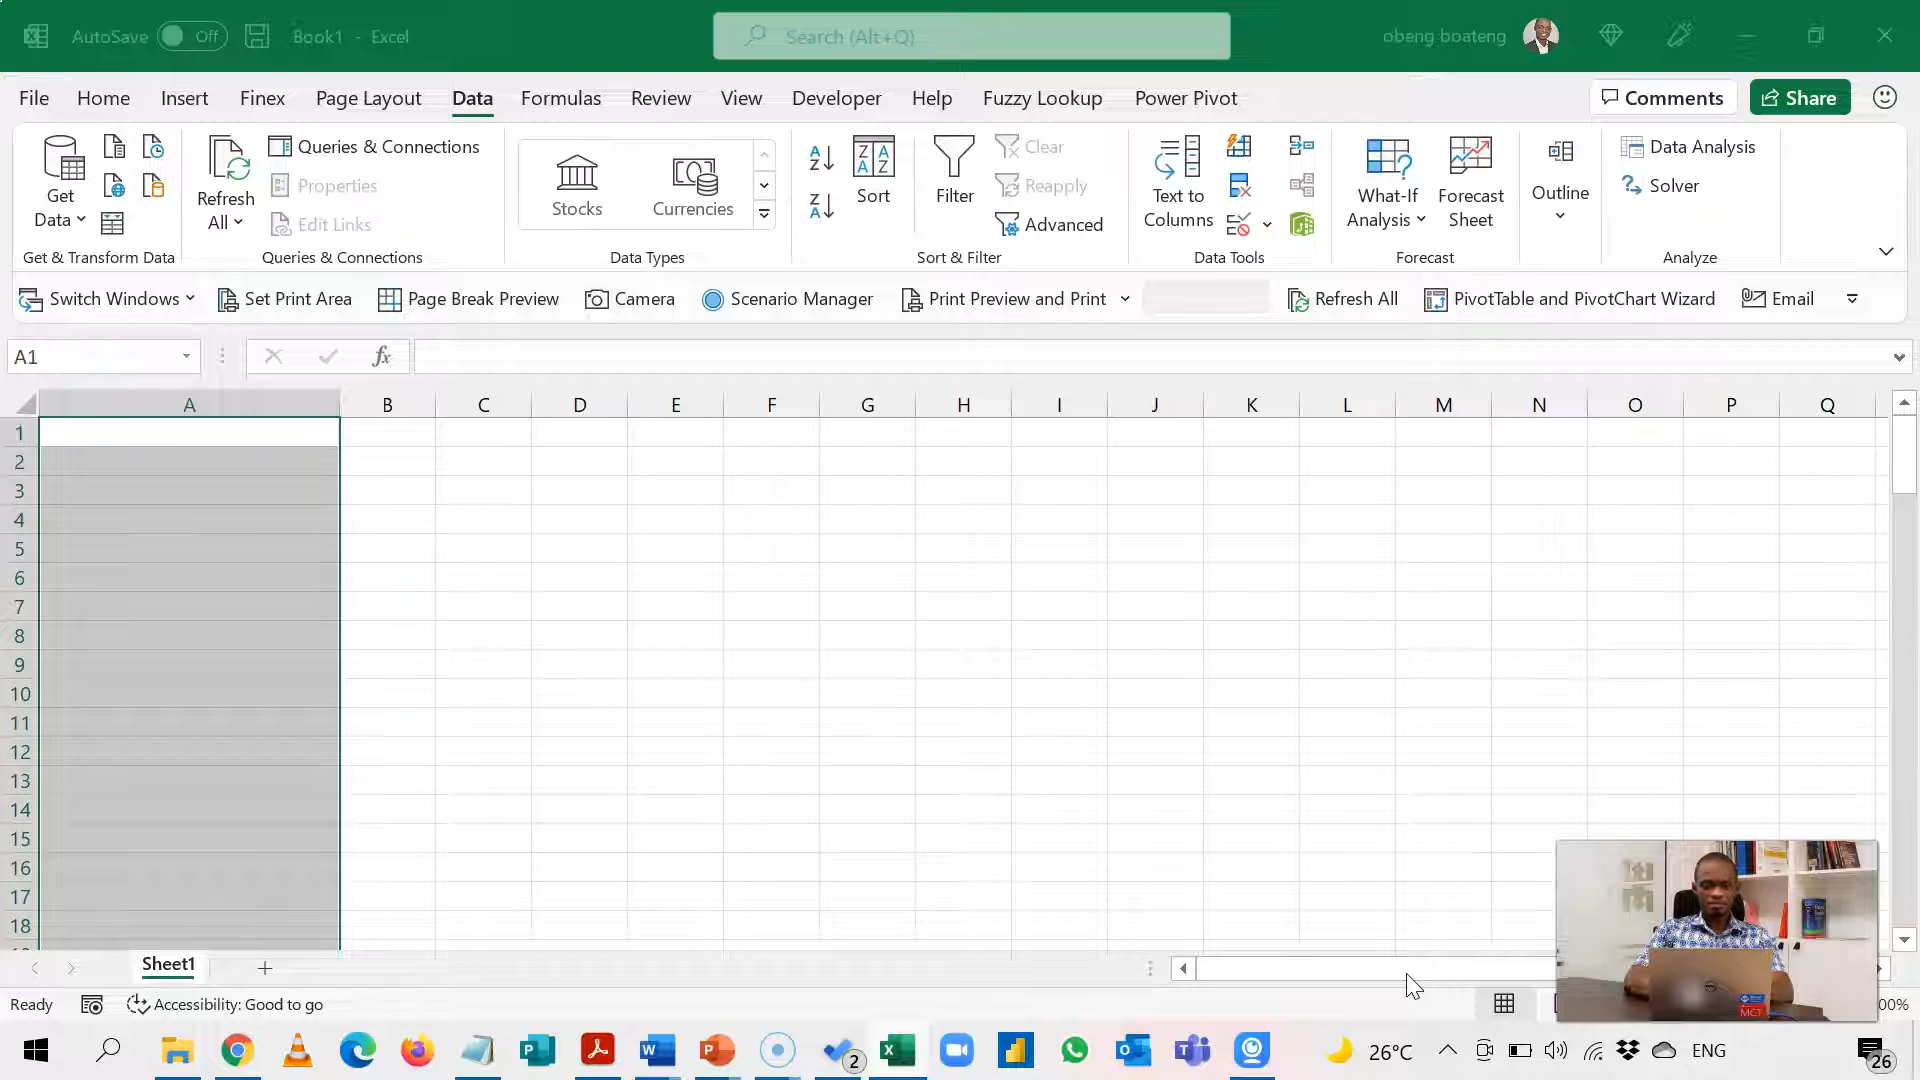 AutoSave Off Book1 - Excel Search (Alt+Q) obeng boateng
File Home Insert Finex Page Layout Data Formulas Review View Developer Help Fuzzy Lookup Power Pivot Comments Share
Get Data Refresh All Queries & Connections Properties Edit Links Stocks Currencies Sort Filter Clear Reapply Advanced Text to Columns What-If Analysis Forecast Sheet Outline Data Analysis Solver
Get & Transform Data Queries & Connections Data Types Sort & Filter Data Tools Forecast Analyze
Switch Windows Set Print Area Page Break Preview Camera Scenario Manager Print Preview and Print Refresh All PivotTable and PivotChart Wizard Email
A1 fx
A B C D E F G H I J K L M N O P Q
1
2
3
4
5
6
7
8
9
10
11
12
13
14
15
16
17
18
Sheet1
Ready Accessibility: Good to go 00%
2 26°C ENG 26
MCT